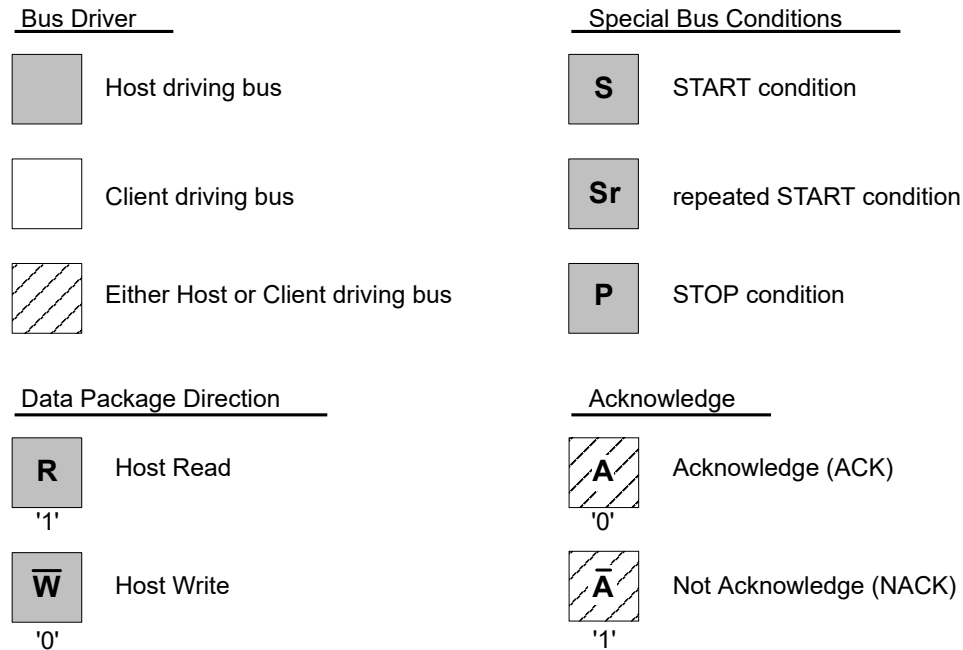 Bus Driver
Host driving bus
Client driving bus
Either Host or Client driving bus
Special Bus Conditions
S START condition
Sr repeated START condition
P STOP condition
Data Package Direction
R Host Read
'1'
W̅ Host Write
'0'
Acknowledge
A Acknowledge (ACK)
'0'
A̅ Not Acknowledge (NACK)
'1'